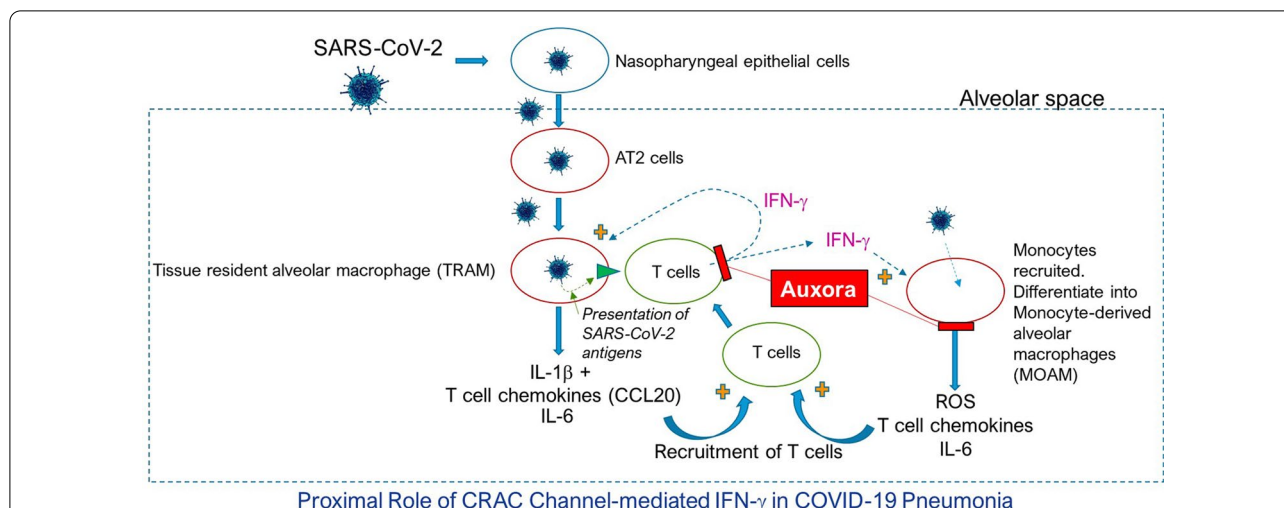 SARS-CoV-2
Nasopharyngeal epithelial cells
Alveolar space
AT2 cells
IFN-γ
IFN-γ
Tissue resident alveolar macrophage (TRAM)
T cells
Auxora
Monocytes
recruited.
Differentiate into
Monocyte-derived
alveolar
macrophages
(MOAM)
Presentation of
SARS-CoV-2
antigens
T cells
IL-1β +
T cell chemokines (CCL20)
IL-6
ROS
T cell chemokines
IL-6
Recruitment of T cells
Proximal Role of CRAC Channel-mediated IFN-γ in COVID-19 Pneumonia